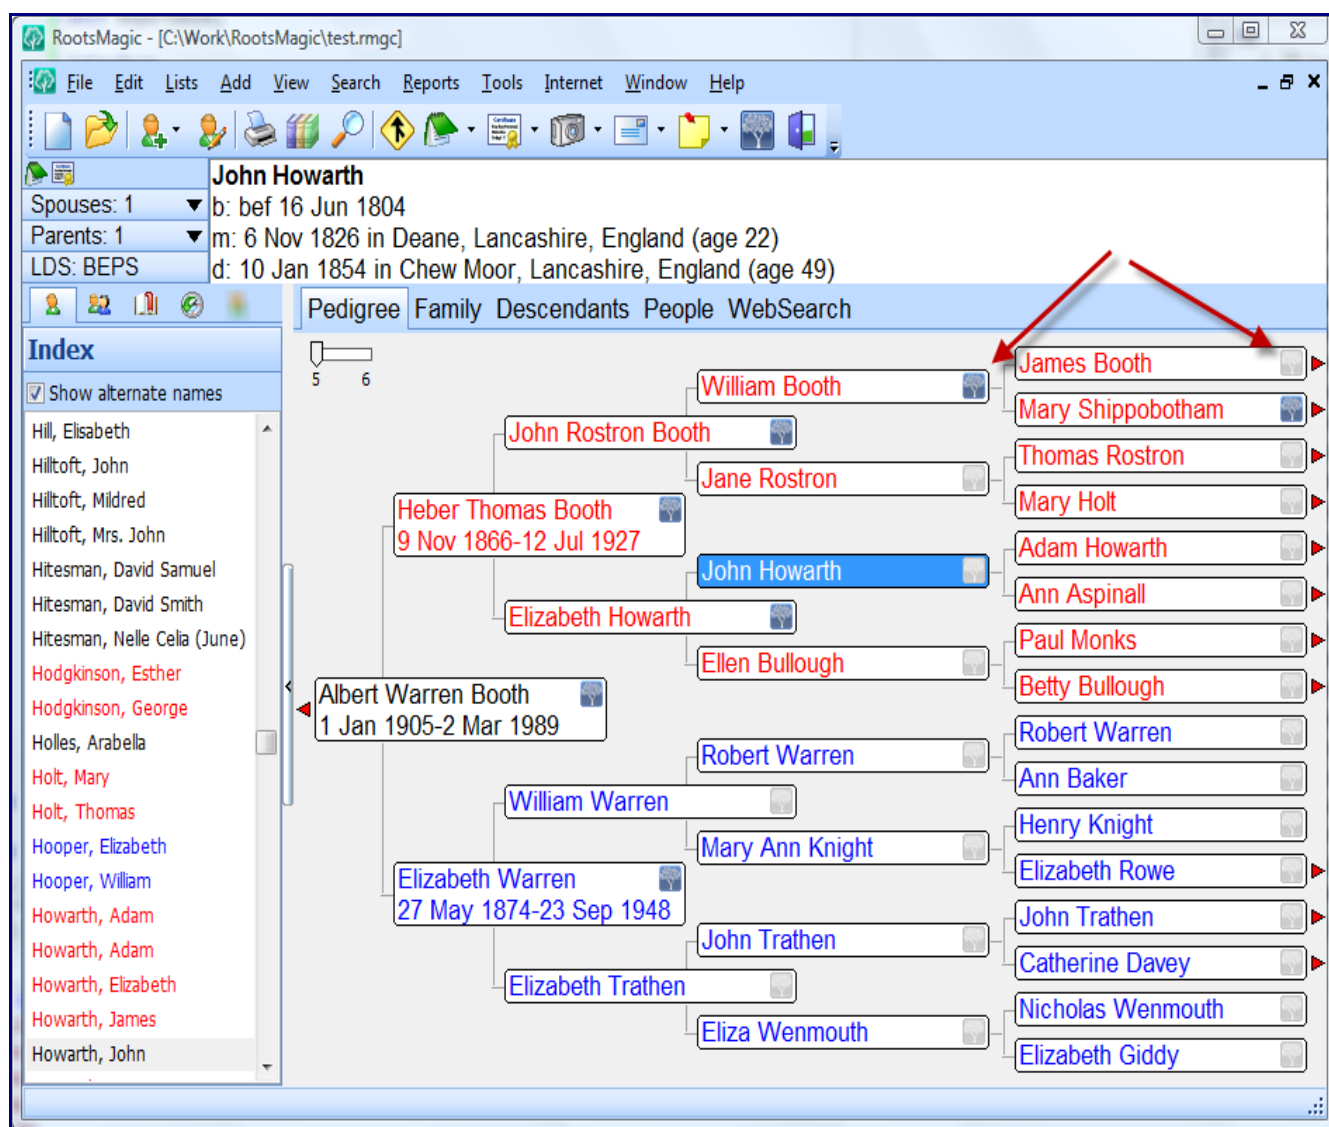 RootsMagic - [C:\Work\RootsMagic\test.rmgc]
File Edit Lists Add View Search Reports Tools Internet Window Help
John Howarth
Spouses: 1
b: bef 16 Jun 1804
Parents: 1
m: 6 Nov 1826 in Deane, Lancashire, England (age 22)
LDS: BEPS
d: 10 Jan 1854 in Chew Moor, Lancashire, England (age 49)
Pedigree Family Descendants People WebSearch
Index
Show alternate names
Hill, Elisabeth
Hilltoft, John
Hilltoft, Mildred
Hilltoft, Mrs. John
Hitesman, David Samuel
Hitesman, David Smith
Hitesman, Nelle Celia (June)
Hodgkinson, Esther
Hodgkinson, George
Holles, Arabella
Holt, Mary
Holt, Thomas
Hooper, Elizabeth
Hooper, William
Howarth, Adam
Howarth, Adam
Howarth, Elizabeth
Howarth, James
Howarth, John
5 6
Albert Warren Booth
1 Jan 1905-2 Mar 1989
Heber Thomas Booth
9 Nov 1866-12 Jul 1927
Elizabeth Warren
27 May 1874-23 Sep 1948
John Rostron Booth
Elizabeth Howarth
William Warren
Elizabeth Trathen
William Booth
Jane Rostron
John Howarth
Ellen Bullough
Robert Warren
Mary Ann Knight
John Trathen
Eliza Wenmouth
James Booth
Mary Shippobotham
Thomas Rostron
Mary Holt
Adam Howarth
Ann Aspinall
Paul Monks
Betty Bullough
Robert Warren
Ann Baker
Henry Knight
Elizabeth Rowe
John Trathen
Catherine Davey
Nicholas Wenmouth
Elizabeth Giddy